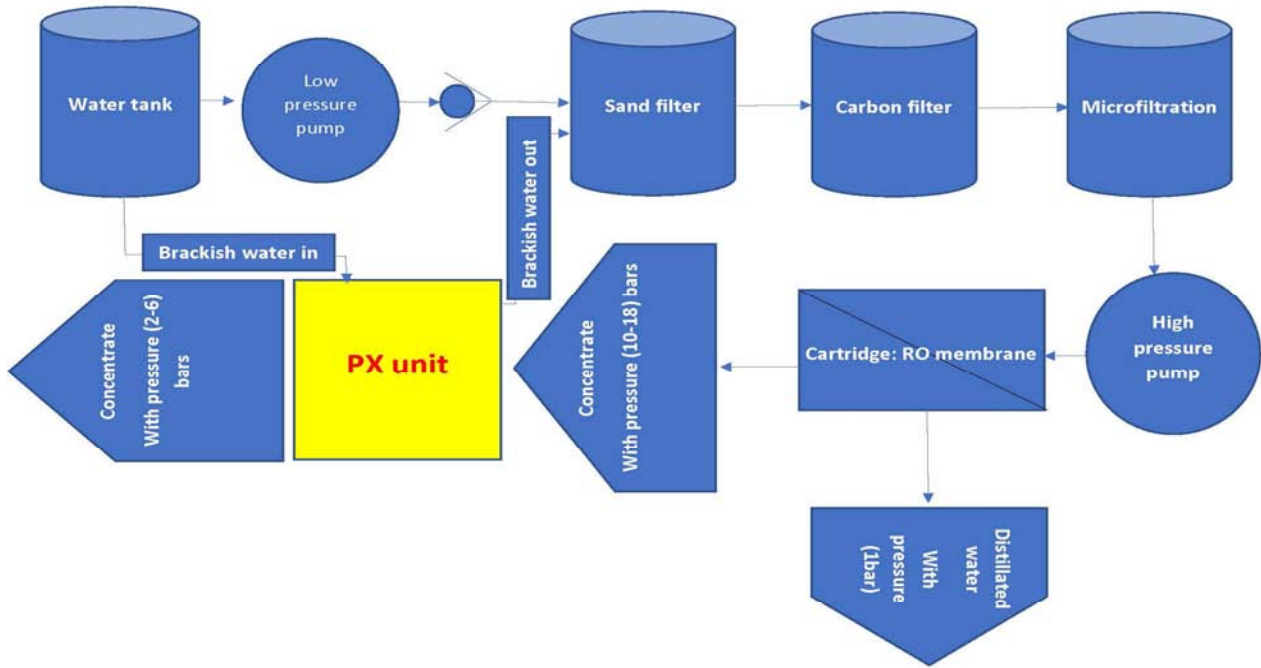 Water tank
Low
pressure
pump
Sand filter
Carbon filter
Microfiltration
Brackish water in
Brackish water out
Concentrate
With pressure (2-6)
bars
PX unit
Concentrate
With pressure (10-18) bars
Cartridge: RO membrane
High
pressure
pump
Distillated
water
With
pressure
(1bar)